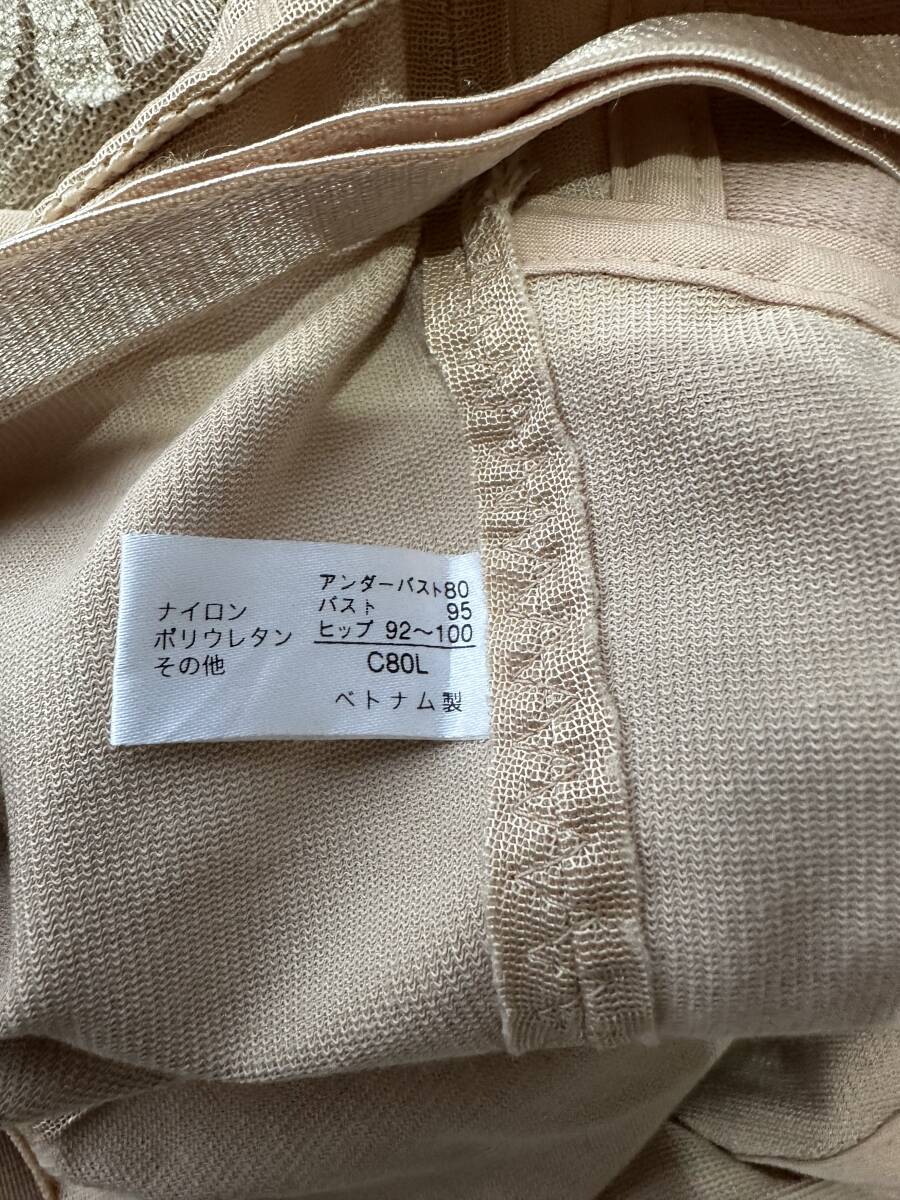 ナイロン
ポリウレタン
その他
アンダーバスト80
バスト 95
ヒップ 92～100
C80L
ベトナム製